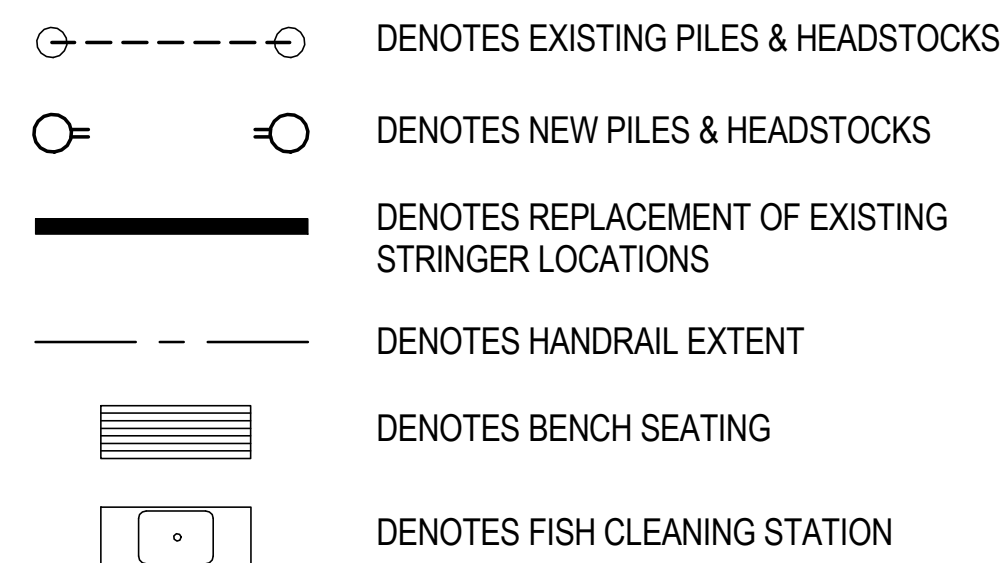 DENOTES EXISTING PILES & HEADSTOCKS
DENOTES NEW PILES & HEADSTOCKS
DENOTES REPLACEMENT OF EXISTING
STRINGER LOCATIONS
DENOTES HANDRAIL EXTENT
DENOTES BENCH SEATING
DENOTES FISH CLEANING STATION